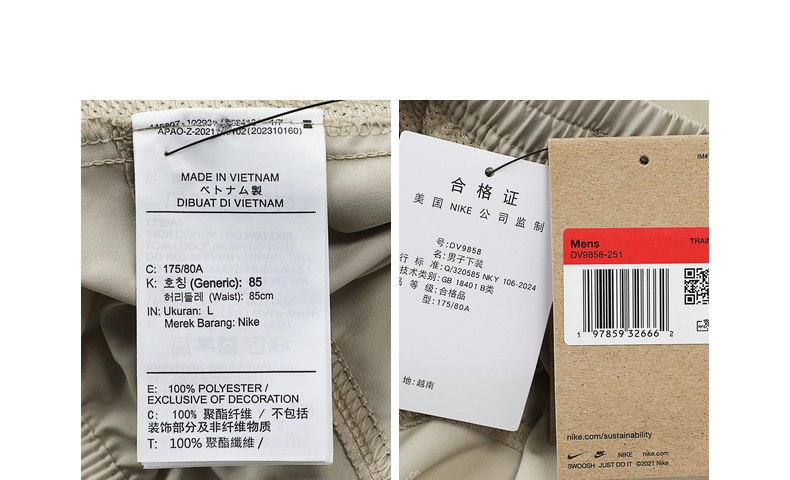 APAO-Z-2021
MADE IN VIETNAM
ベトナム製
DIBUAT DI VIETNAM
C: 175/80A
K: 호칭 (Generic): 85
허리둘레 (Waist): 85cm
IN: Ukuran: L
Merek Barang: Nike
E: 100% POLYESTER /
EXCLUSIVE OF DECORATION
C: 100% 聚酯纤维 / 不包括
装饰部分及非纤维物质
T: 100% 聚酯纖維 /
合格证
美国 NIKE 公司监制
号:DV9858
名:男子下装
行标准:Q/320585 NKY 106-2024
技术类别:GB 18401 B类
品等级:合格品
型:175/80A
地:越南
Mens
TRAIN
DV9858-251
1 97859 32666 2
nike.com/sustainability
NIKE nike.com
SWOOSH JUST DO IT ©2021 Nike